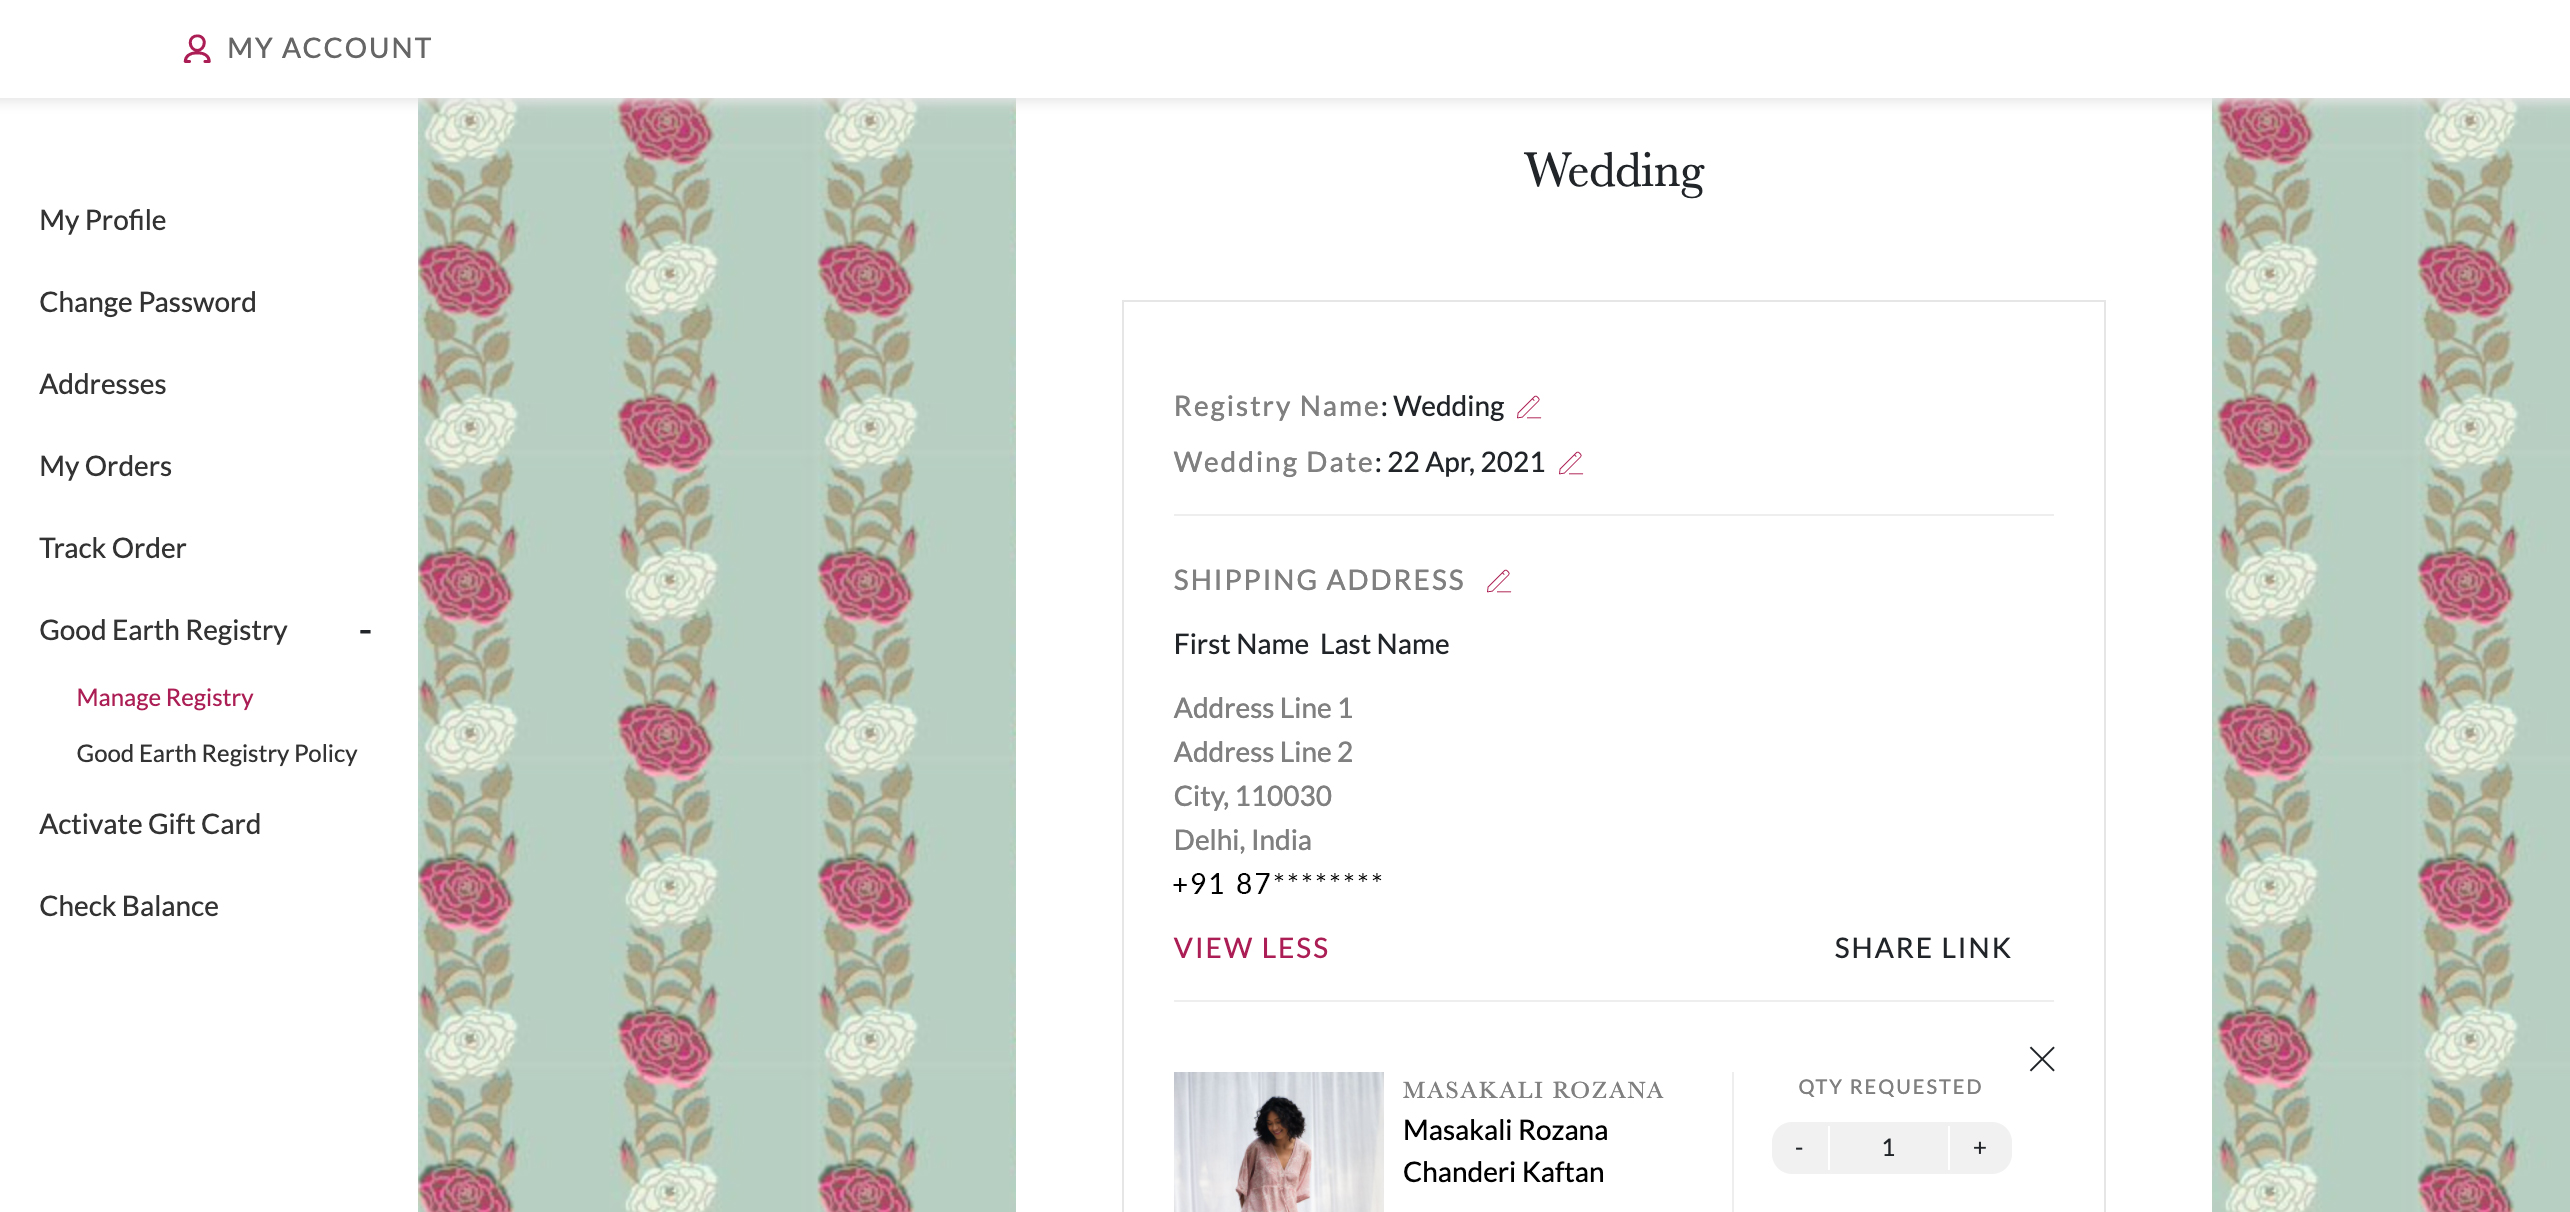 MY ACCOUNT
My Profile
Change Password
Addresses
My Orders
Track Order
Good Earth Registry -
Manage Registry
Good Earth Registry Policy
Activate Gift Card
Check Balance
Wedding
Registry Name: Wedding
Wedding Date: 22 Apr, 2021
SHIPPING ADDRESS
First Name Last Name
Address Line 1
Address Line 2
City, 110030
Delhi, India
+91 87********
VIEW LESS
SHARE LINK
MASAKALI ROZANA
Masakali Rozana
Chanderi Kaftan
QTY REQUESTED
- 1 +